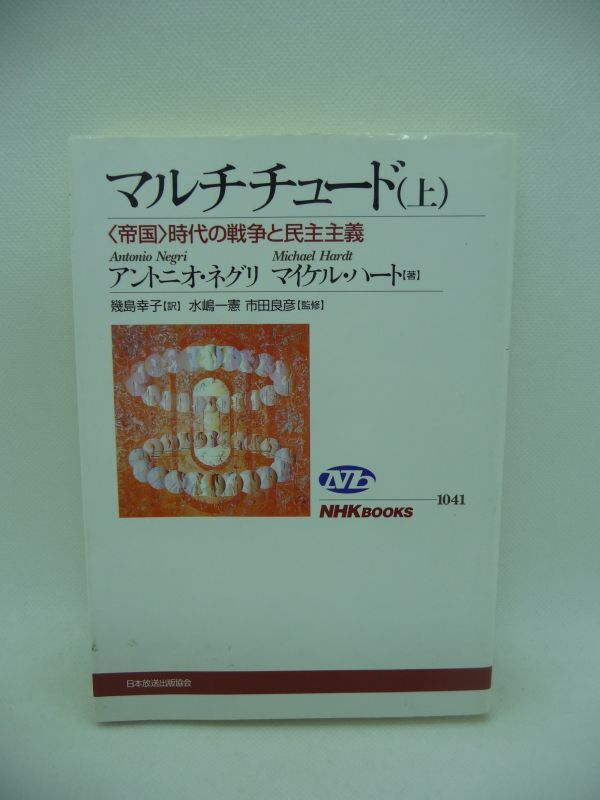 マルチチュード(上)
〈帝国〉時代の戦争と民主主義
Antonio Negri Michael Hardt
アントニオ・ネグリ マイケル・ハート[著]
幾島幸子[訳] 水嶋一憲 市田良彦[監修]
Nb
1041
NHKBOOKS
日本放送出版協会